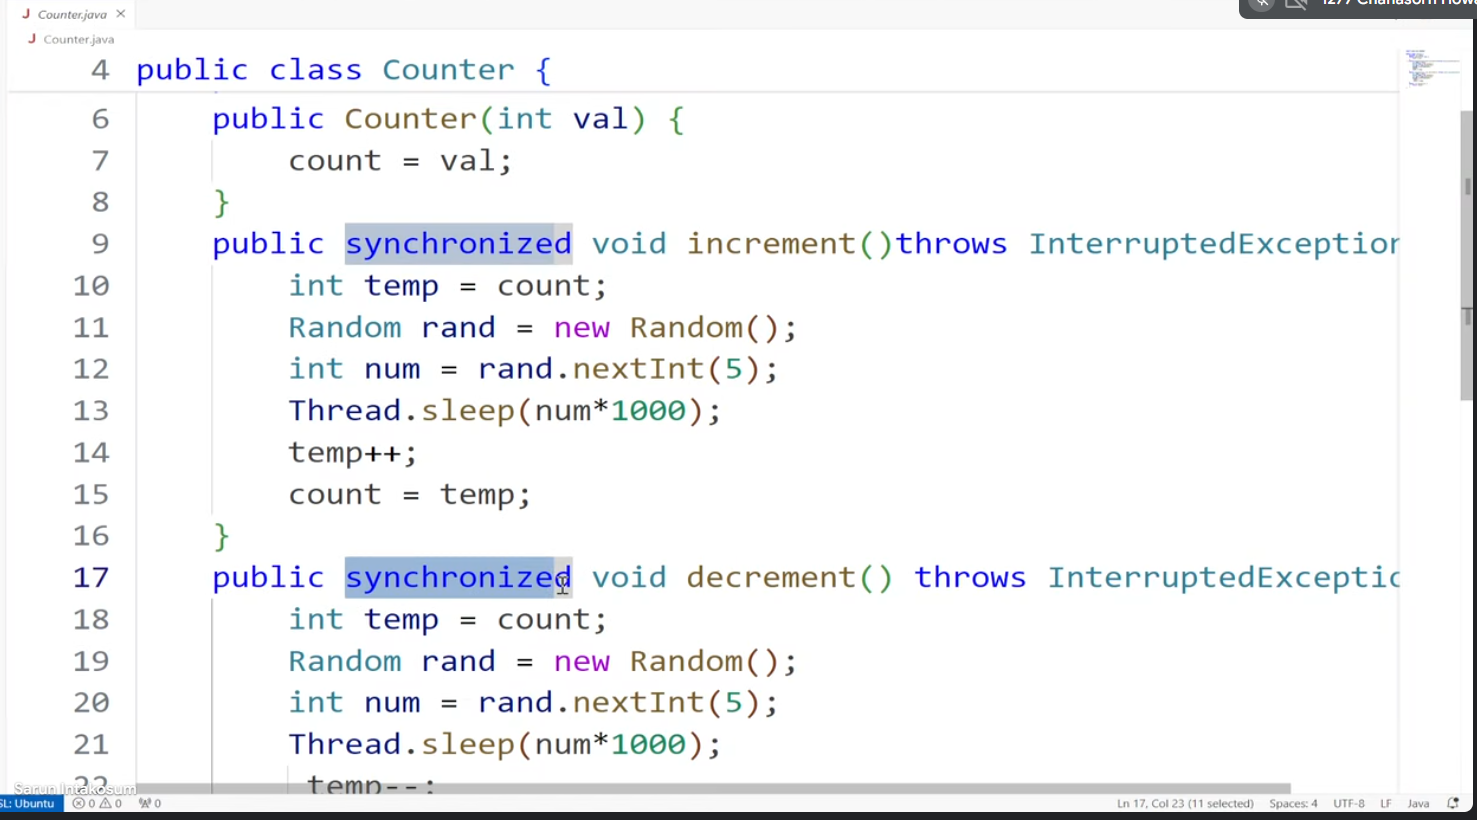 Counter.java
Counter.java
4 public class Counter {
6 public Counter(int val) {
7 count = val;
8 }
9 public synchronized void increment()throws InterruptedException
10 int temp = count;
11 Random rand = new Random();
12 int num = rand.nextInt(5);
13 Thread.sleep(num*1000);
14 temp++;
15 count = temp;
16 }
17 public synchronized void decrement() throws InterruptedExceptic
18 int temp = count;
19 Random rand = new Random();
20 int num = rand.nextInt(5);
21 Thread.sleep(num*1000);
22 temp--;
Sarun Intakosum
SL: Ubuntu 0 0 0 Ln 17, Col 23 (11 selected) Spaces: 4 UTF-8 LF Java